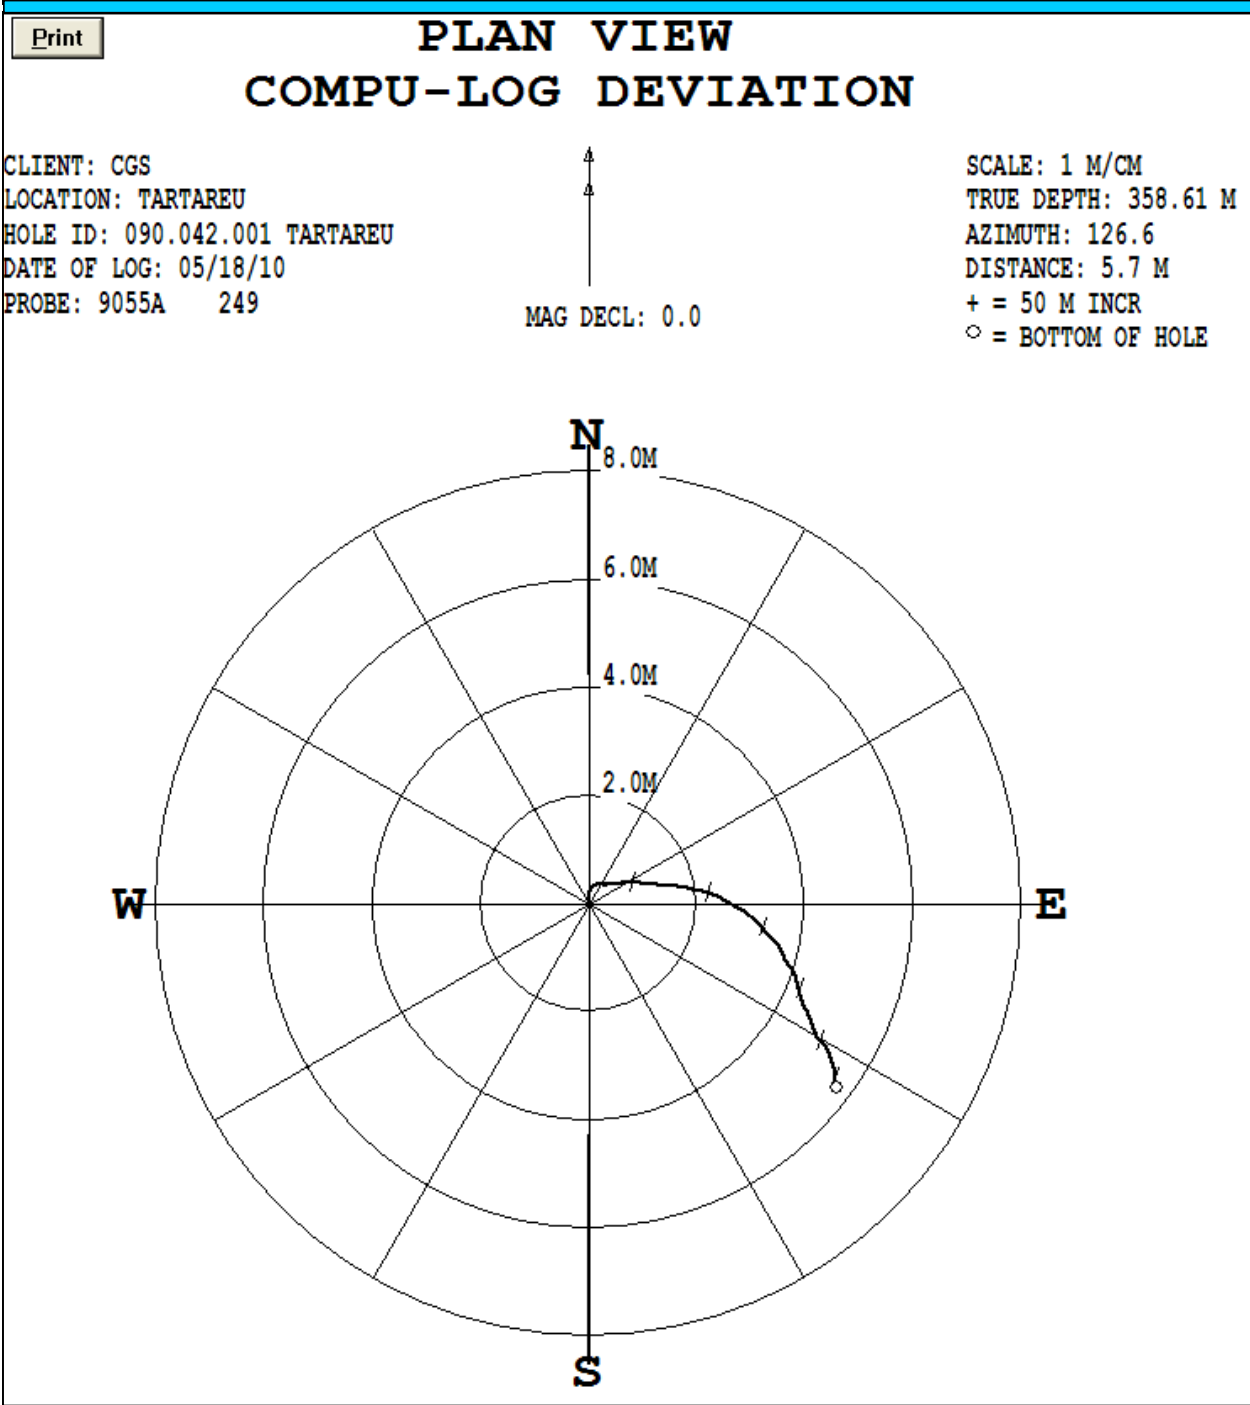 Print
PLAN VIEW
COMPU-LOG DEVIATION
CLIENT: CGS
LOCATION: TARTAREU
HOLE ID: 090.042.001 TARTAREU
DATE OF LOG: 05/18/10
PROBE: 9055A 249
MAG DECL: 0.0
SCALE: 1 M/CM
TRUE DEPTH: 358.61 M
AZIMUTH: 126.6
DISTANCE: 5.7 M
+ = 50 M INCR
○ = BOTTOM OF HOLE
N
8.0M
6.0M
4.0M
2.0M
W
E
S